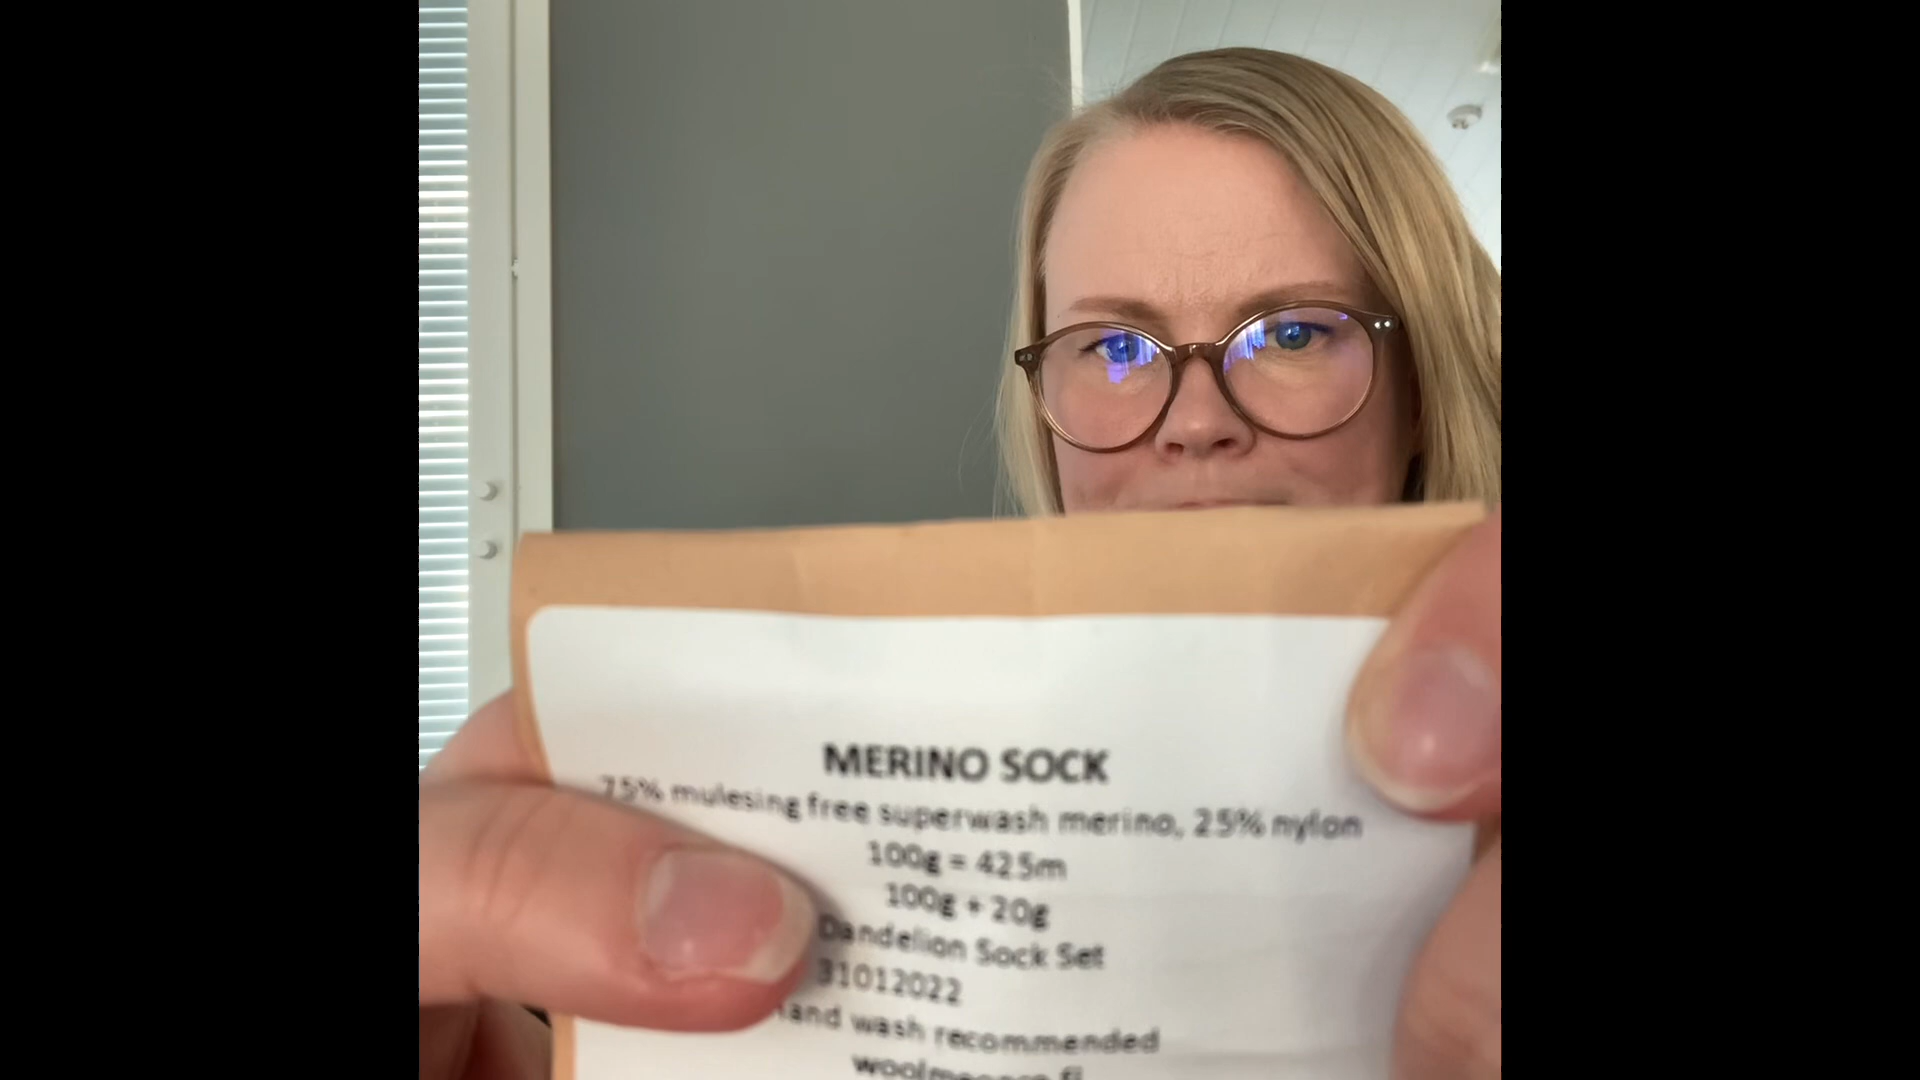 MERINO SOCK
75% mulesing free superwash merino, 25% nylon
100g = 425m
100g + 20g
Dandelion Sock Set
31012022
Hand wash recommended